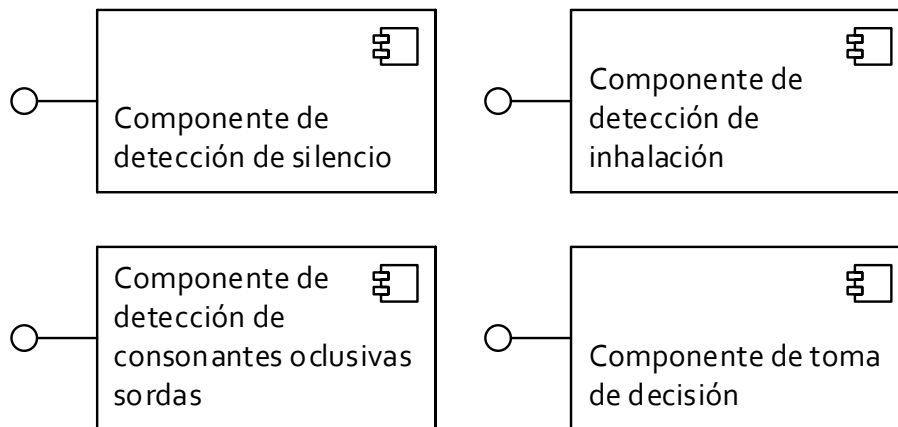 Componente de
detección de silencio
Componente de
detección de
inhalación
Componente de
detección de
consonantes oclusivas
sordas
Componente de toma
de decisión